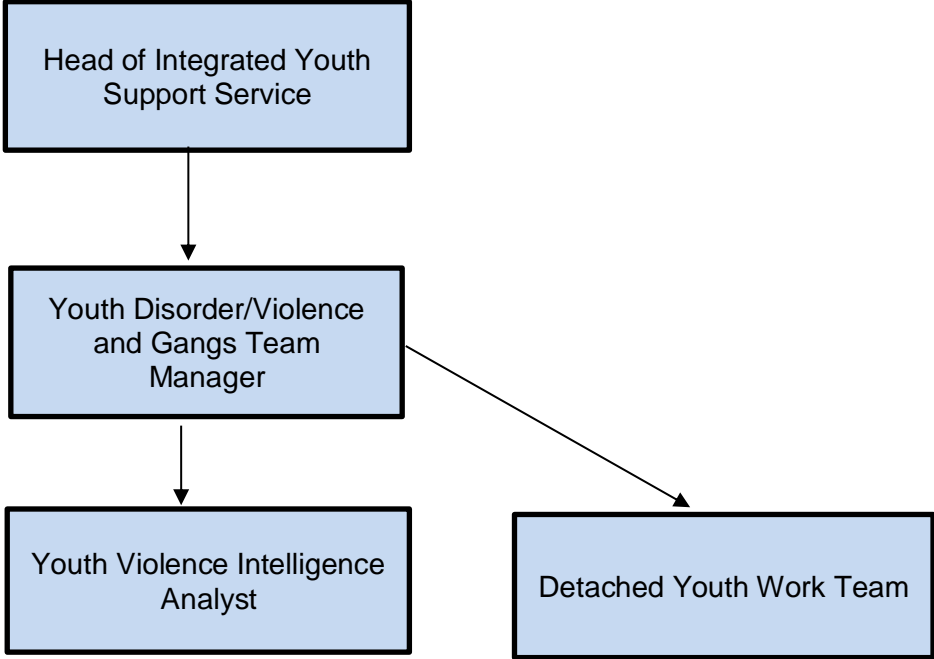 Head of Integrated Youth
Support Service
Youth Disorder/Violence
and Gangs Team
Manager
Youth Violence Intelligence
Analyst
Detached Youth Work Team